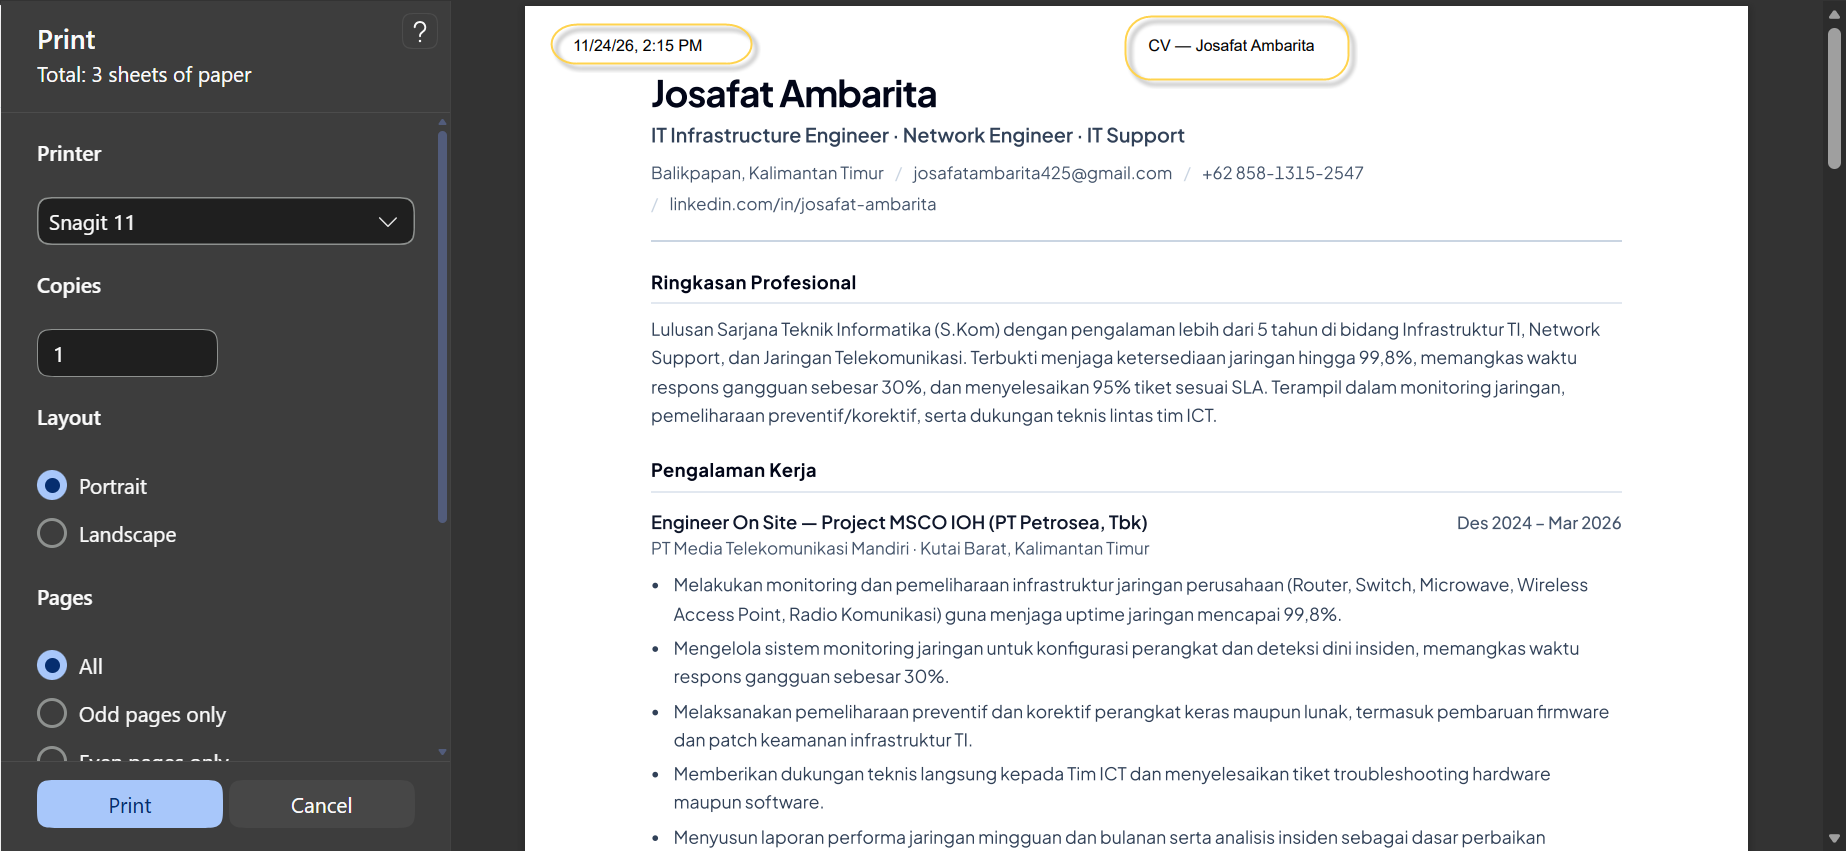 Print
Total: 3 sheets of paper
?
Printer
Snagit 11
Copies
1
Layout
Portrait
Landscape
Pages
All
Odd pages only
Even pages only
Print
Cancel
11/24/26, 2:15 PM
CV — Josafat Ambarita
Josafat Ambarita
IT Infrastructure Engineer · Network Engineer · IT Support
Balikpapan, Kalimantan Timur / josafatambarita425@gmail.com / +62 858-1315-2547
/ linkedin.com/in/josafat-ambarita
Ringkasan Profesional
Lulusan Sarjana Teknik Informatika (S.Kom) dengan pengalaman lebih dari 5 tahun di bidang Infrastruktur TI, Network
Support, dan Jaringan Telekomunikasi. Terbukti menjaga ketersediaan jaringan hingga 99,8%, memangkas waktu
respons gangguan sebesar 30%, dan menyelesaikan 95% tiket sesuai SLA. Terampil dalam monitoring jaringan,
pemeliharaan preventif/korektif, serta dukungan teknis lintas tim ICT.
Pengalaman Kerja
Engineer On Site — Project MSCO IOH (PT Petrosea, Tbk) Des 2024 – Mar 2026
PT Media Telekomunikasi Mandiri · Kutai Barat, Kalimantan Timur
• Melakukan monitoring dan pemeliharaan infrastruktur jaringan perusahaan (Router, Switch, Microwave, Wireless
Access Point, Radio Komunikasi) guna menjaga uptime jaringan mencapai 99,8%.
• Mengelola sistem monitoring jaringan untuk konfigurasi perangkat dan deteksi dini insiden, memangkas waktu
respons gangguan sebesar 30%.
• Melaksanakan pemeliharaan preventif dan korektif perangkat keras maupun lunak, termasuk pembaruan firmware
dan patch keamanan infrastruktur TI.
• Memberikan dukungan teknis langsung kepada Tim ICT dan menyelesaikan tiket troubleshooting hardware
maupun software.
• Menyusun laporan performa jaringan mingguan dan bulanan serta analisis insiden sebagai dasar perbaikan